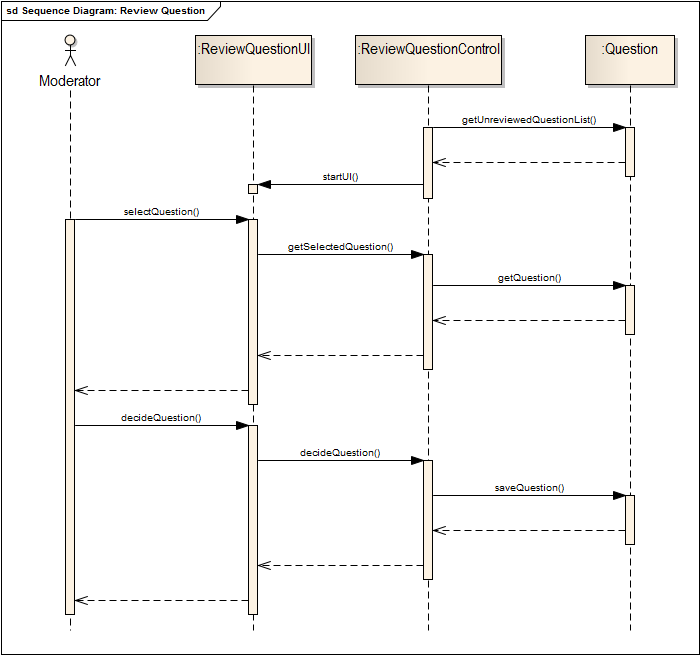 sd Sequence Diagram: Review Question
Moderator
:ReviewQuestionUI
:ReviewQuestionControl
:Question
getUnreviewedQuestionList()
startUI()
selectQuestion()
getSelectedQuestion()
getQuestion()
decideQuestion()
decideQuestion()
saveQuestion()